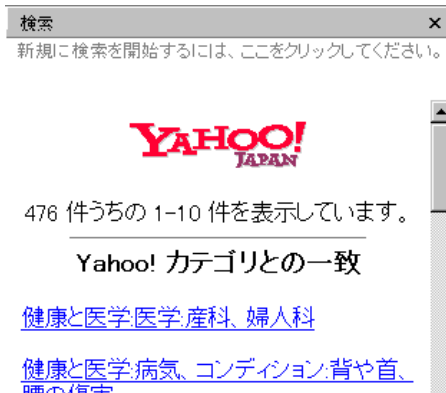 検索
新規に検索を開始するには、ここをクリックしてください。
YAHOO!
JAPAN
476 件うちの 1-10 件を表示しています。
Yahoo! カテゴリとの一致
健康と医学:医学:産科、婦人科
健康と医学:病気、コンディション:背や首、
腰の傷害